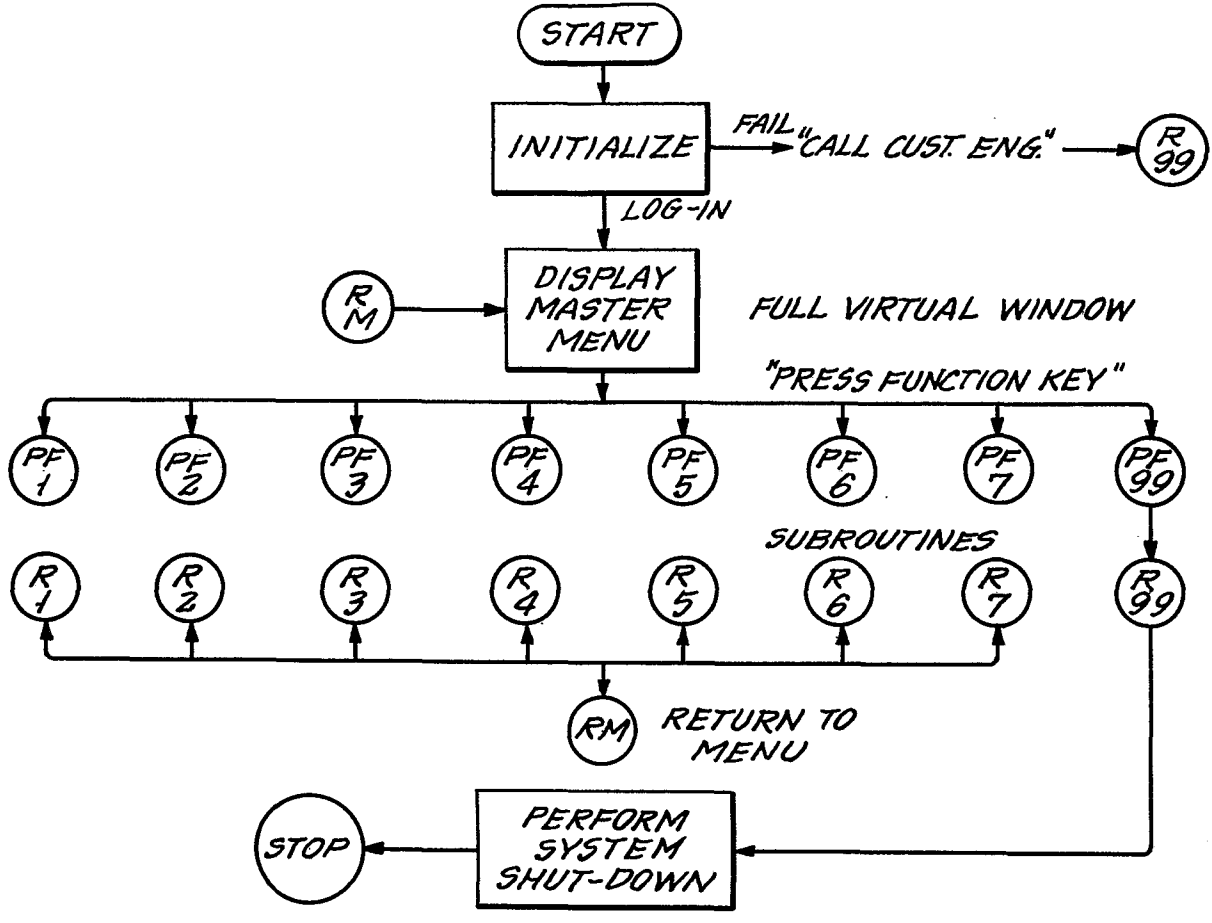 START
INITIALIZE
FAIL
"CALL CUST. ENG."
R
99
LOG-IN
DISPLAY
MASTER
MENU
R
M
FULL VIRTUAL WINDOW
"PRESS FUNCTION KEY"
PF
1
PF
2
PF
3
PF
4
PF
5
PF
6
PF
7
PF
99
SUBROUTINES
R
1
R
2
R
3
R
4
R
5
R
6
R
7
R
99
RM
RETURN TO
MENU
PERFORM
SYSTEM
SHUT-DOWN
STOP